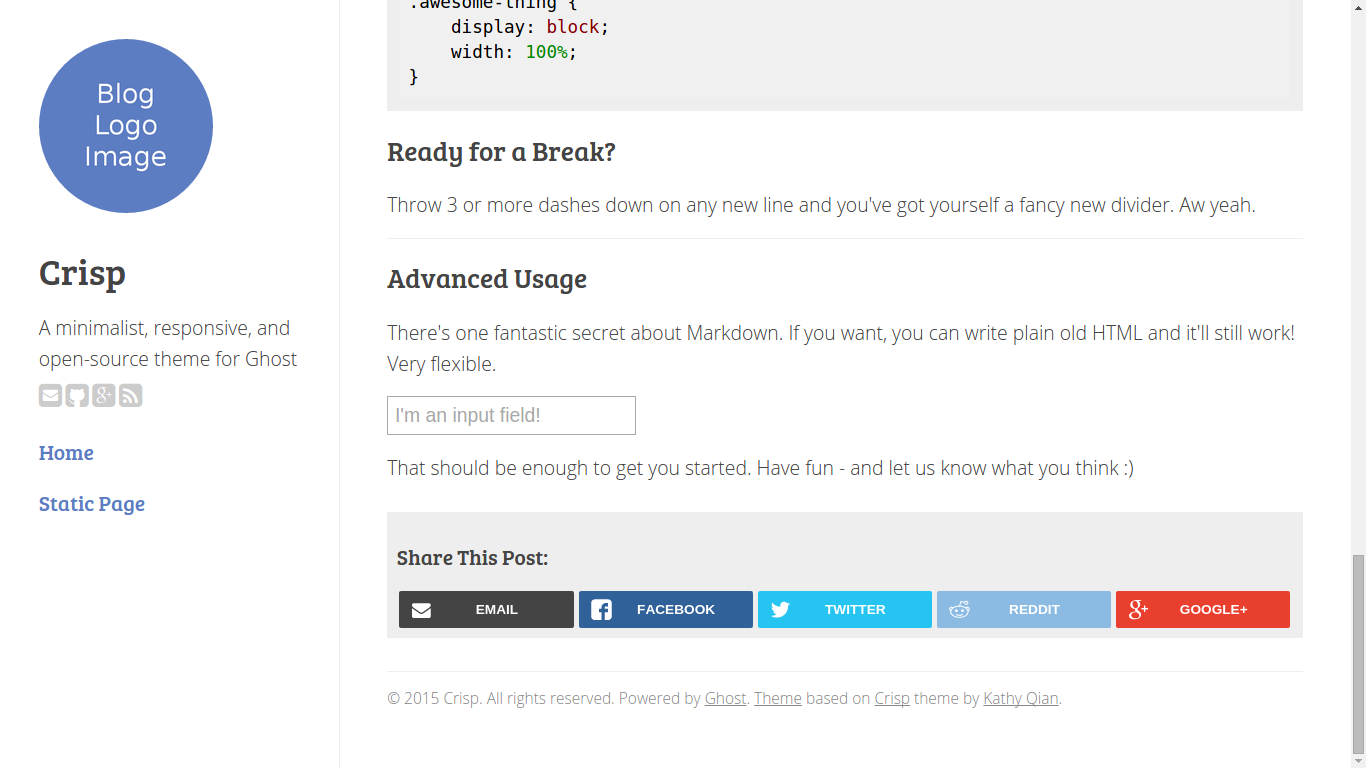 Blog
Logo
Image
Crisp
A minimalist, responsive, and
open-source theme for Ghost
Home
Static Page
.awesome-thing {
    display: block;
    width: 100%;
}
Ready for a Break?
Throw 3 or more dashes down on any new line and you've got yourself a fancy new divider. Aw yeah.
Advanced Usage
There's one fantastic secret about Markdown. If you want, you can write plain old HTML and it'll still work!
Very flexible.
I'm an input field!
That should be enough to get you started. Have fun - and let us know what you think :)
Share This Post:
EMAIL FACEBOOK TWITTER REDDIT GOOGLE+
© 2015 Crisp. All rights reserved. Powered by Ghost. Theme based on Crisp theme by Kathy Qian.